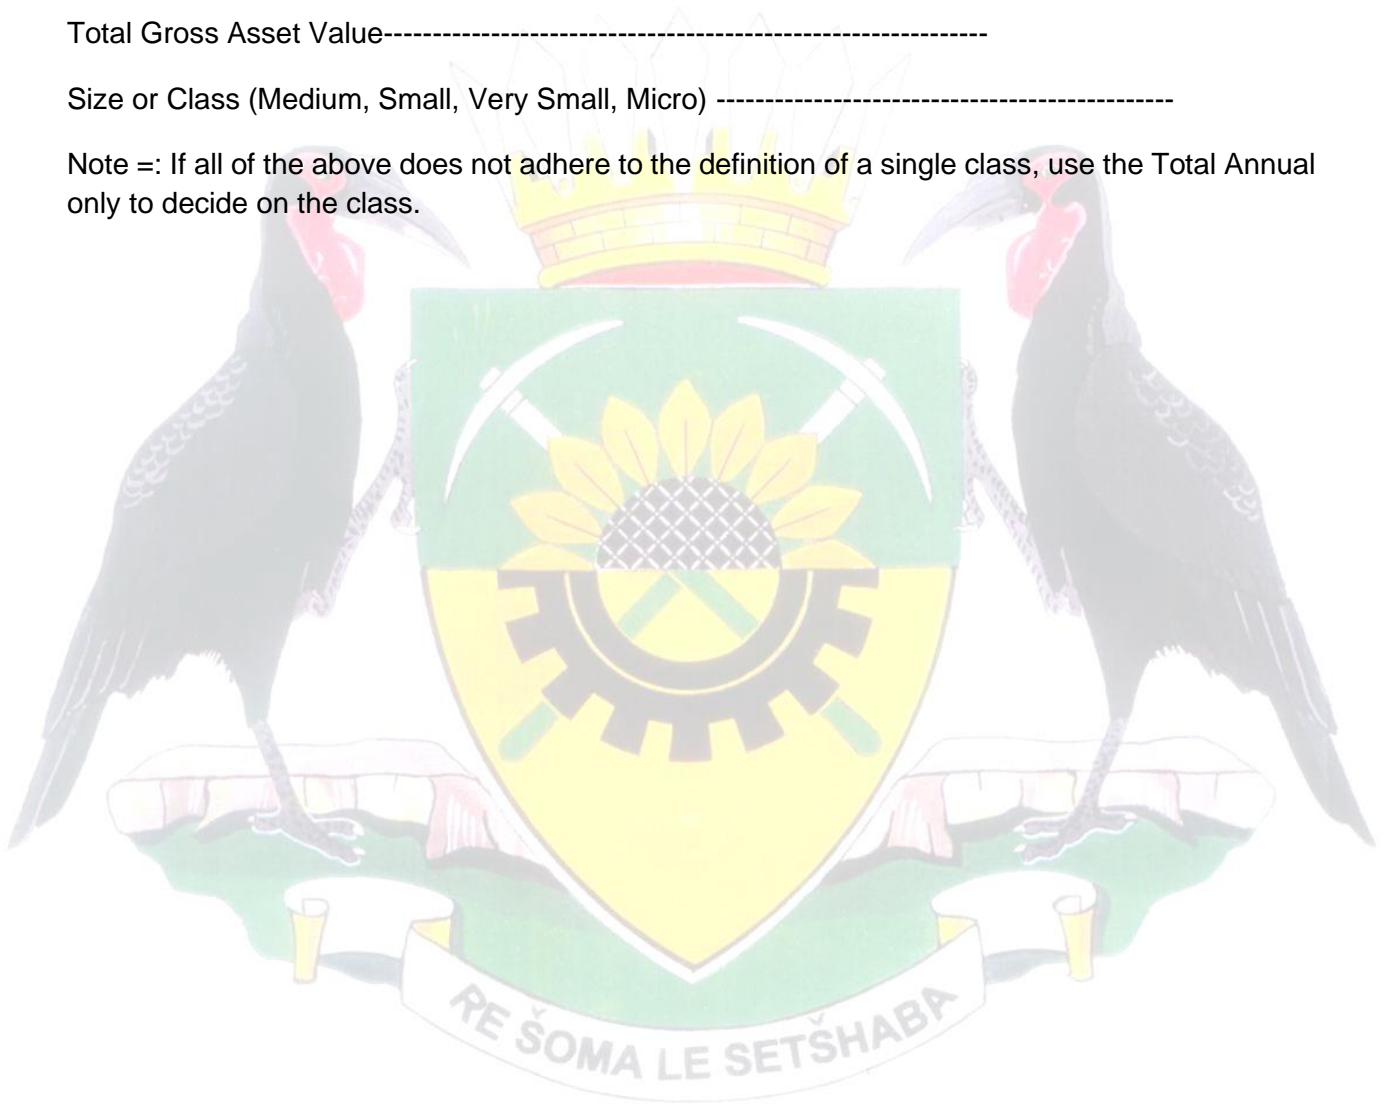 Total Gross Asset Value--------------------------------------------------------------
Size or Class (Medium, Small, Very Small, Micro) -----------------------------------------------
Note =: If all of the above does not adhere to the definition of a single class, use the Total Annual
only to decide on the class.
RE ŠOMA LE SETŠHABA